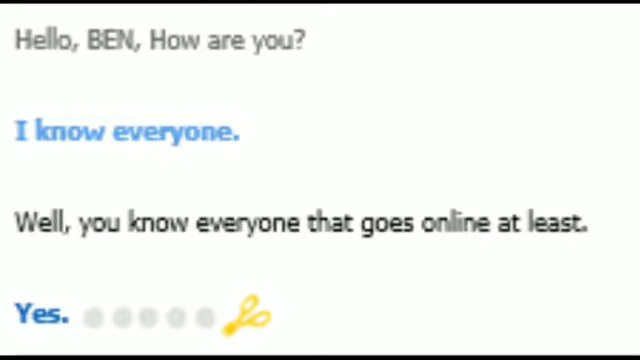 Hello, BEN, How are you?
I know everyone.
Well, you know everyone that goes online at least.
Yes.